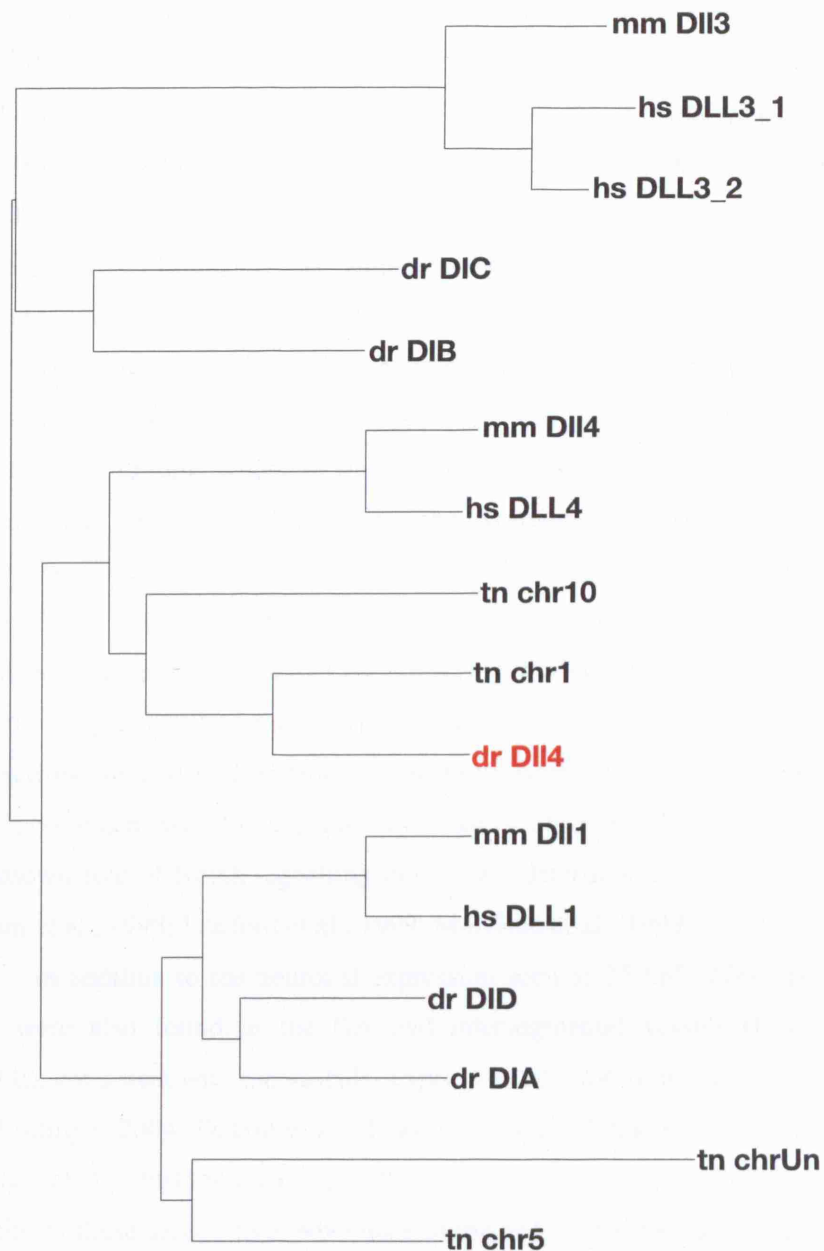 mm Dll3
hs DLL3_1
hs DLL3_2
dr DlC
dr DlB
mm Dll4
hs DLL4
tn chr10
tn chr1
dr Dll4
mm Dll1
hs DLL1
dr DlD
dr DlA
tn chrUn
tn chr5